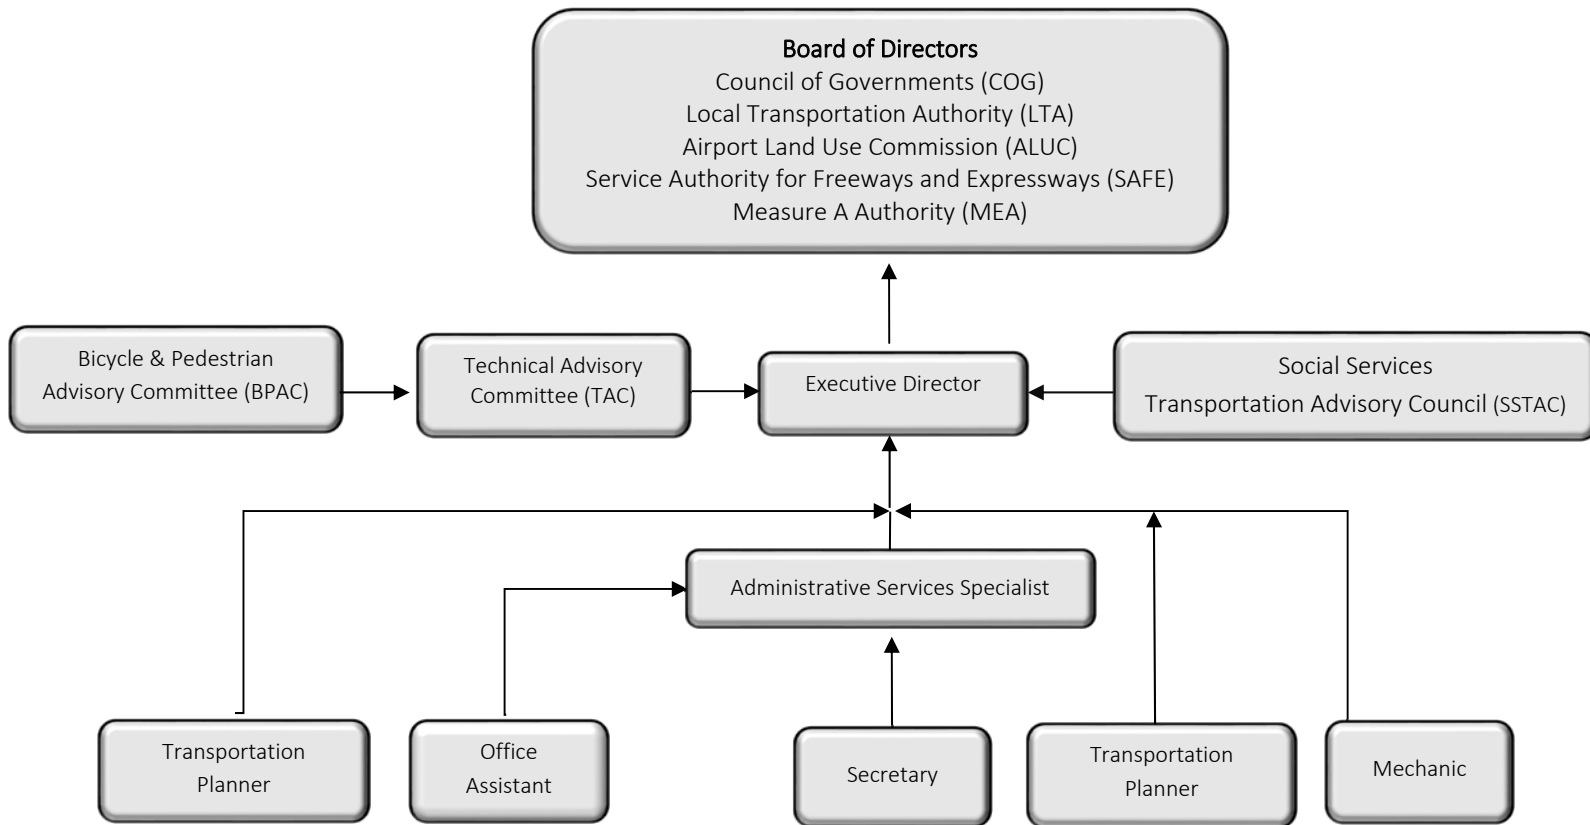 Board of Directors
Council of Governments (COG)
Local Transportation Authority (LTA)
Airport Land Use Commission (ALUC)
Service Authority for Freeways and Expressways (SAFE)
Measure A Authority (MEA)
Bicycle & Pedestrian
Advisory Committee (BPAC)
Technical Advisory
Committee (TAC)
Executive Director
Social Services
Transportation Advisory Council (SSTAC)
Administrative Services Specialist
Transportation
Planner
Office
Assistant
Secretary
Transportation
Planner
Mechanic